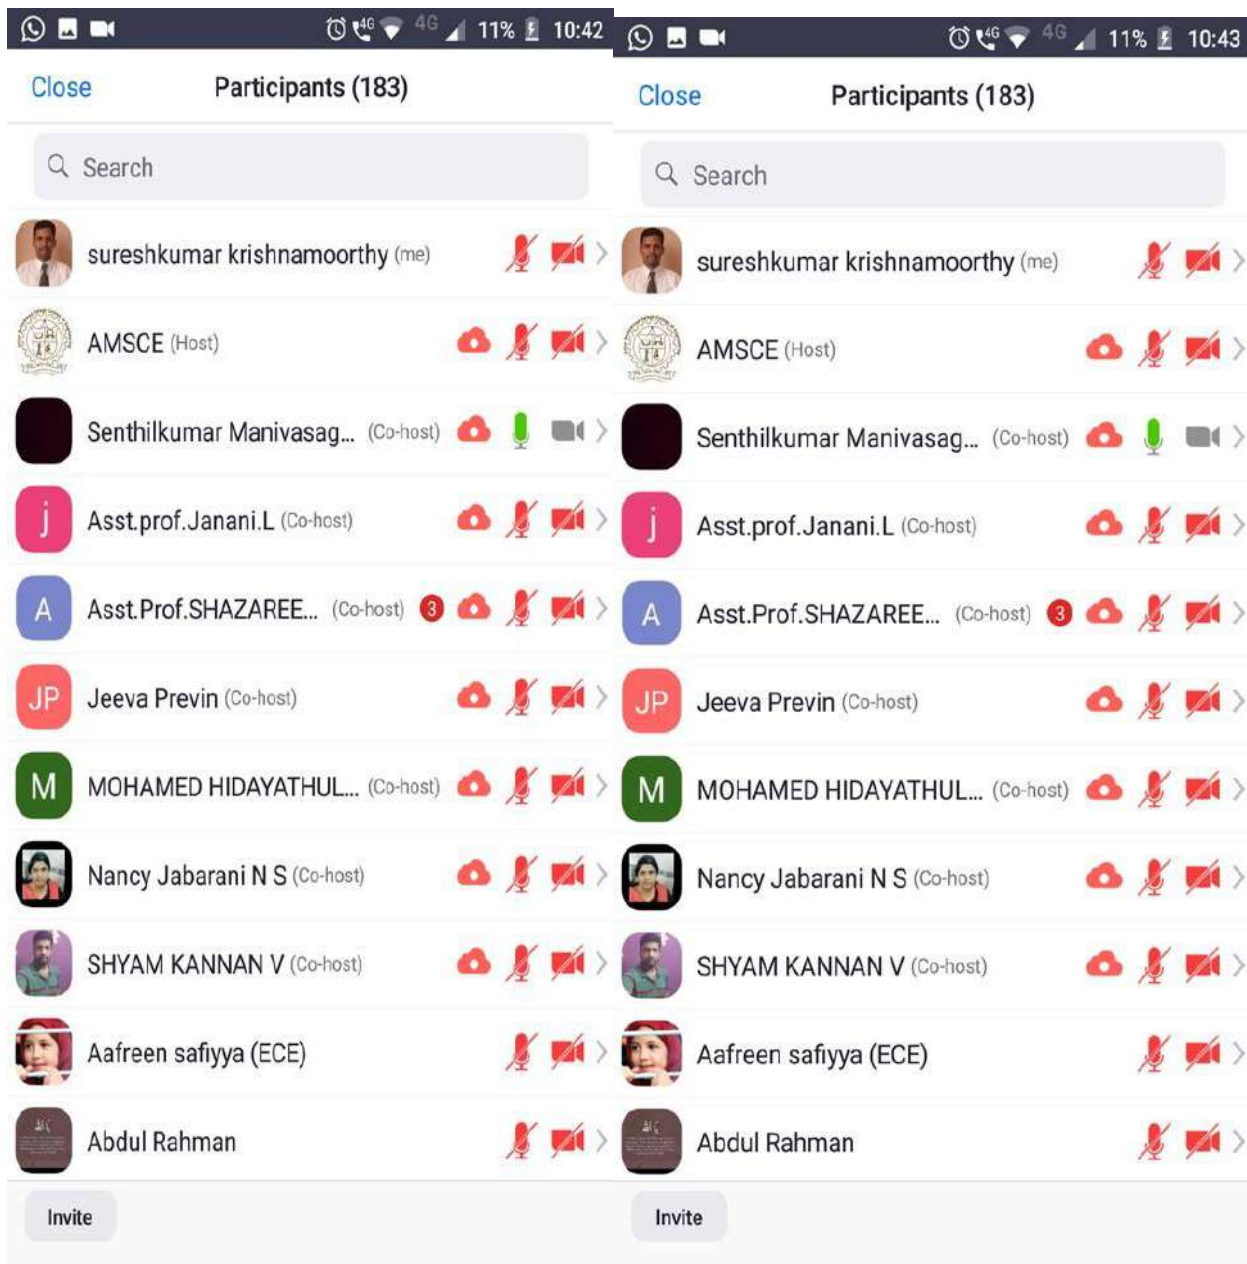 4G 4G 11% 10:42
Close Participants (183)
Search
sureshkumar krishnamoorthy (me)
AMSCE (Host)
Senthilkumar Manivasag... (Co-host)
j Asst.prof.Janani.L (Co-host)
A Asst.Prof.SHAZAREE... (Co-host) 3
JP Jeeva Previn (Co-host)
M MOHAMED HIDAYATHUL... (Co-host)
Nancy Jabarani N S (Co-host)
SHYAM KANNAN V (Co-host)
Aafreen safiyya (ECE)
Abdul Rahman
Invite
4G 4G 11% 10:43
Close Participants (183)
Search
sureshkumar krishnamoorthy (me)
AMSCE (Host)
Senthilkumar Manivasag... (Co-host)
j Asst.prof.Janani.L (Co-host)
A Asst.Prof.SHAZAREE... (Co-host) 3
JP Jeeva Previn (Co-host)
M MOHAMED HIDAYATHUL... (Co-host)
Nancy Jabarani N S (Co-host)
SHYAM KANNAN V (Co-host)
Aafreen safiyya (ECE)
Abdul Rahman
Invite